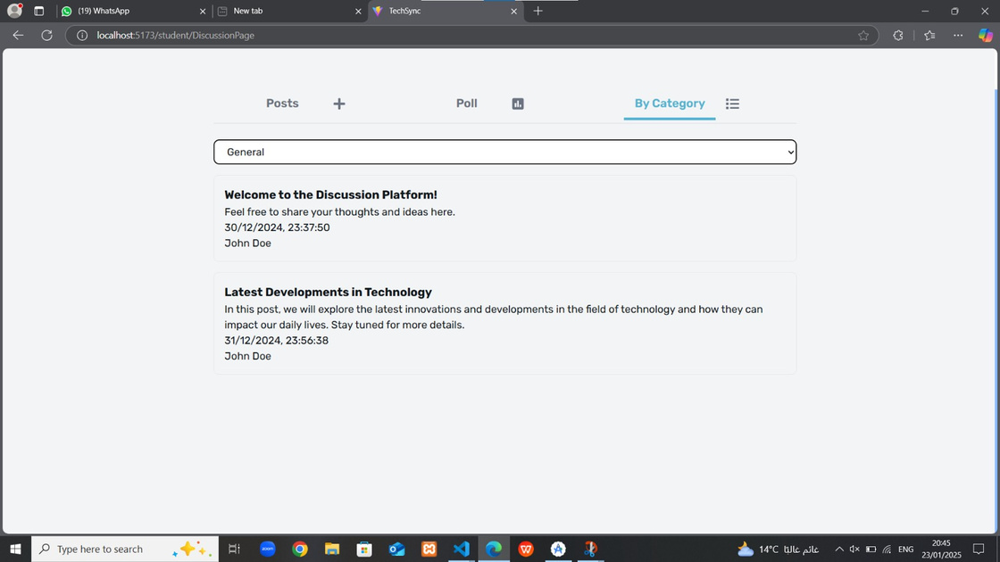 (19) WhatsApp
New tab
TechSync
localhost:5173/student/DiscussionPage
Posts
Poll
By Category
General
Welcome to the Discussion Platform!
Feel free to share your thoughts and ideas here.
30/12/2024, 23:37:50
John Doe
Latest Developments in Technology
In this post, we will explore the latest innovations and developments in the field of technology and how they can
impact our daily lives. Stay tuned for more details.
31/12/2024, 23:56:38
John Doe
Type here to search
zoom
14°C غائم غالبًا
ENG
20:45
23/01/2025